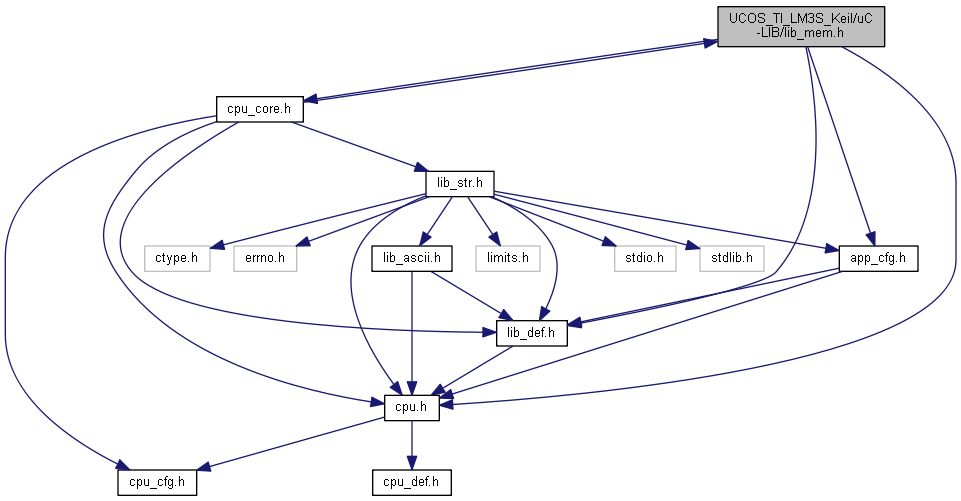 UCOS_TI_LM3S_Keil/uC
-LIB/lib_mem.h
cpu_core.h
lib_str.h
ctype.h
errno.h
lib_ascii.h
limits.h
stdio.h
stdlib.h
app_cfg.h
lib_def.h
cpu.h
cpu_cfg.h
cpu_def.h